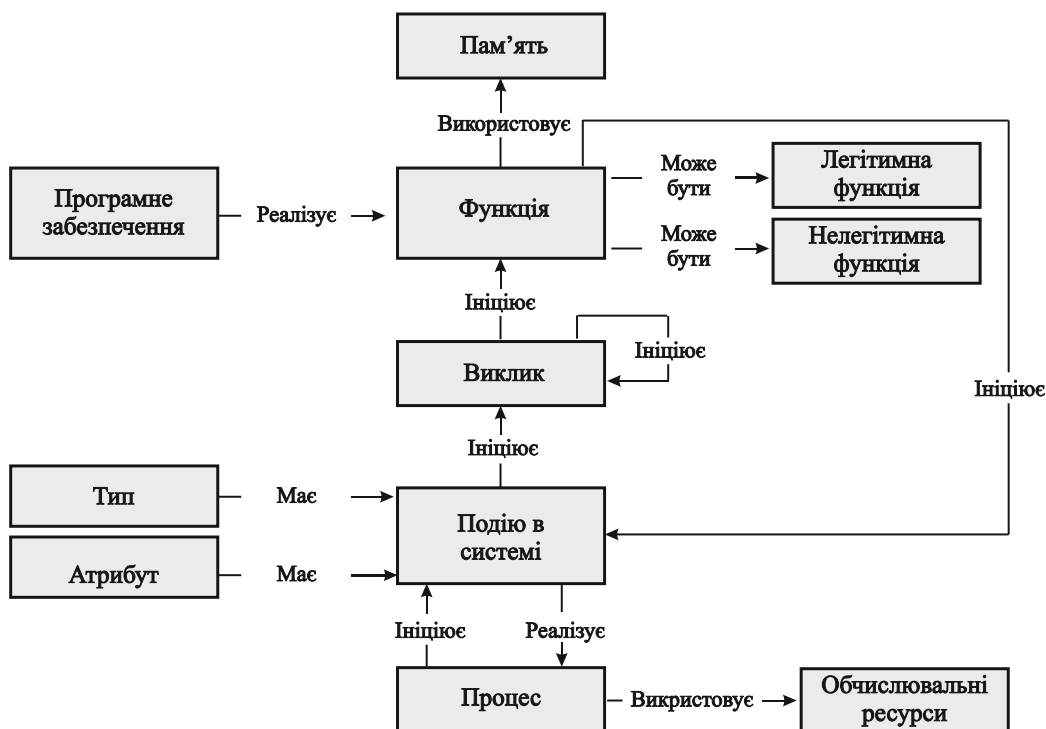 Пам’ять
Використовує
Програмне
забезпечення
Реалізує
Функція
Може
бути
Легітимна
функція
Може
бути
Нелегітимна
функція
Ініціює
Ініціює
Виклик
Ініціює
Ініціює
Тип
Має
Подію в
системі
Атрибут
Має
Ініціює
Реалізує
Процес
Викристовує
Обчислювальні
ресурси